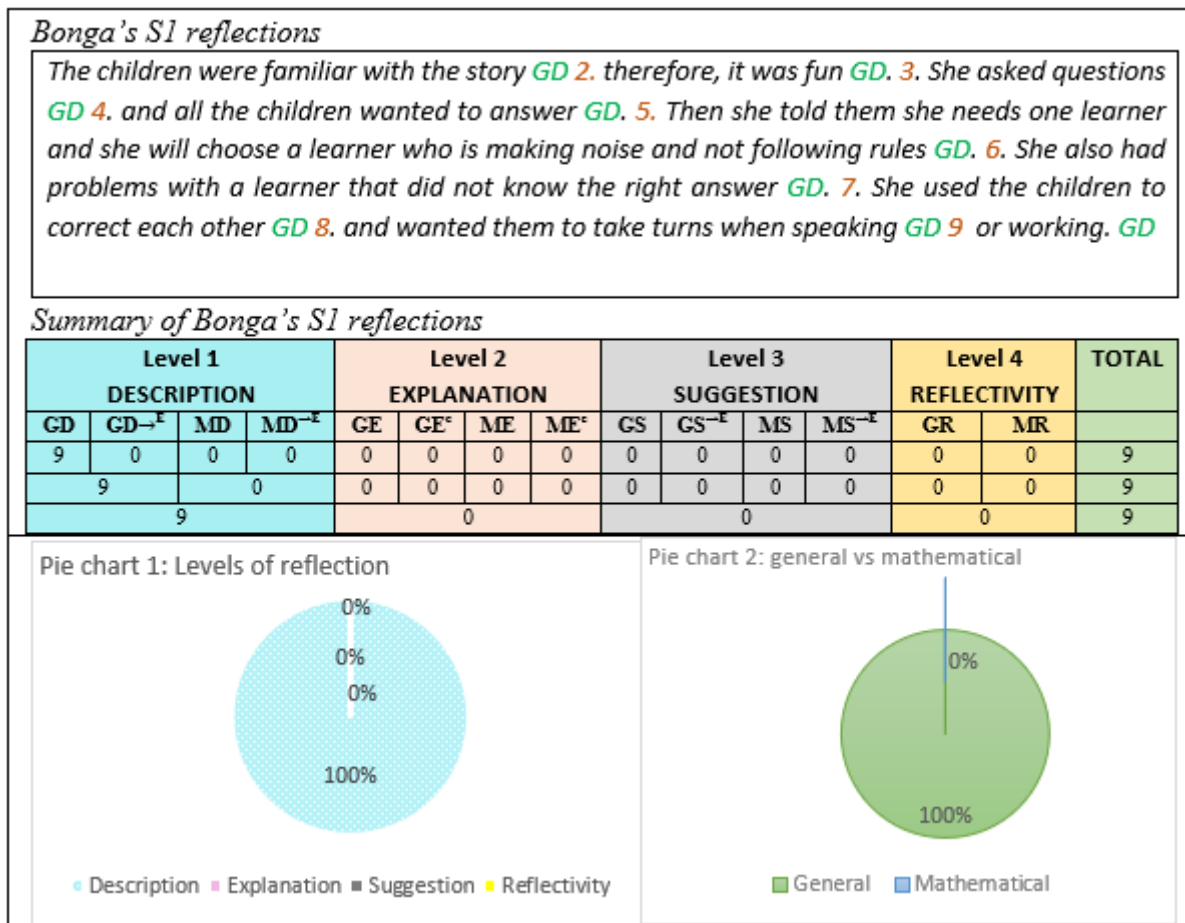 Bonga's S1 reflections
The children were familiar with the story GD 2. therefore, it was fun GD. 3. She asked questions
GD 4. and all the children wanted to answer GD. 5. Then she told them she needs one learner
and she will choose a learner who is making noise and not following rules GD. 6. She also had
problems with a learner that did not know the right answer GD. 7. She used the children to
correct each other GD 8. and wanted them to take turns when speaking GD 9 or working. GD
Summary of Bonga's S1 reflections
Level 1 Level 2 Level 3 Level 4 TOTAL
DESCRIPTION EXPLANATION SUGGESTION REFLECTIVITY
GD GD→ᴱ MD MD→ᴱ GE GEᶜ ME MEᶜ GS GS→ᴱ MS MS→ᴱ GR MR
9 0 0 0 0 0 0 0 0 0 0 0 0 0 9
9 0 0 0 0 0 0 0 0 0 0 0 9
9 0 0 0 9
Pie chart 1: Levels of reflection
0%
0%
0%
100%
Description Explanation Suggestion Reflectivity
Pie chart 2: general vs mathematical
0%
100%
General Mathematical